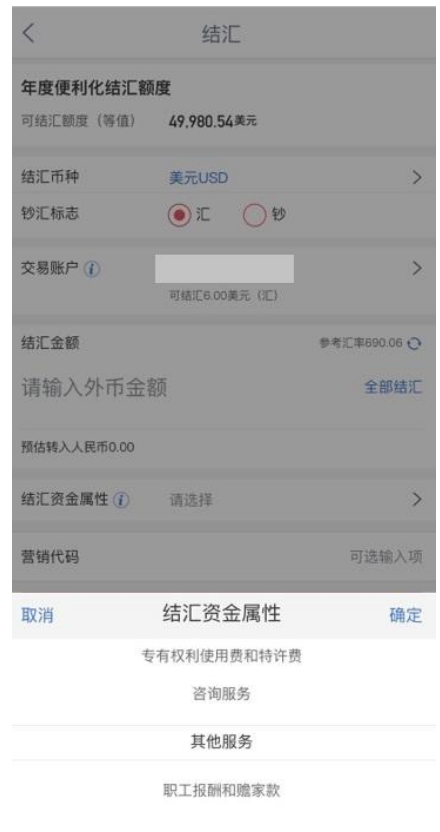 结汇
年度便利化结汇额度
可结汇额度（等值） 49,980.54美元
结汇币种 美元USD
钞汇标志 汇 钞
交易账户
可结汇6.00美元（汇）
结汇金额 参考汇率690.06
请输入外币金额 全部结汇
预估转入人民币0.00
结汇资金属性 请选择
营销代码 可选输入项
取消 结汇资金属性 确定
专有权利使用费和特许费
咨询服务
其他服务
职工报酬和赡家款